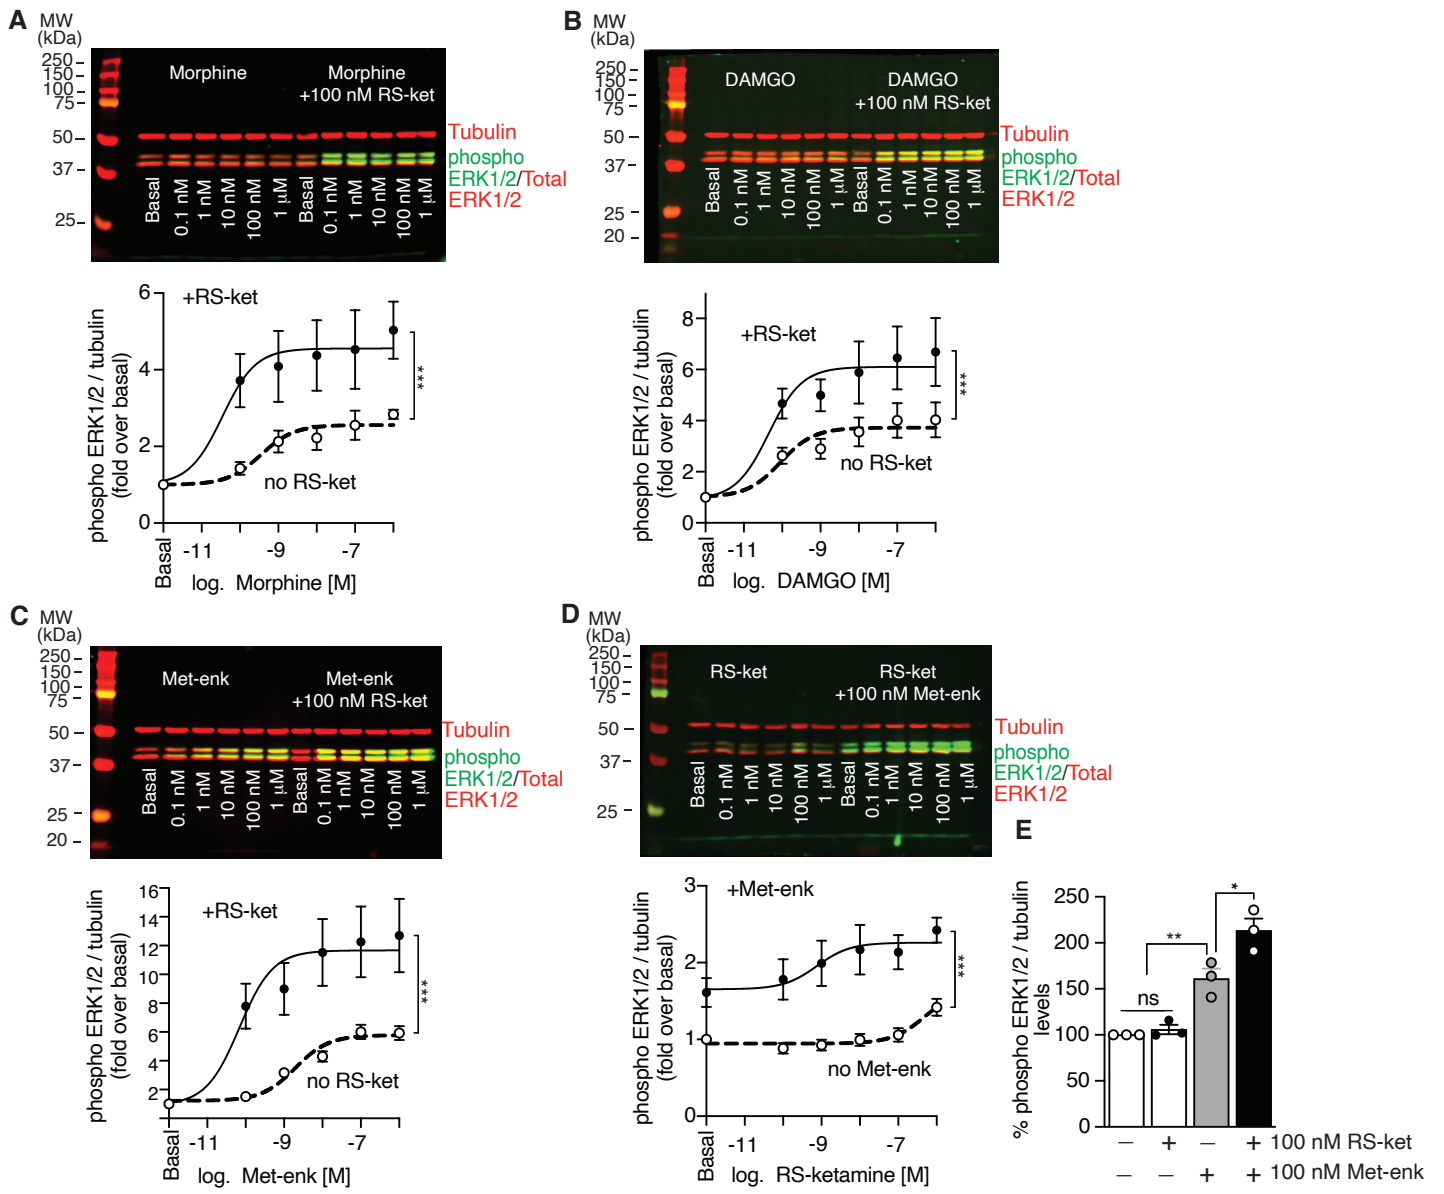 A
MW
(kDa)
250
150
100
75
50
37
25
Morphine
Morphine
+100 nM RS-ket
Tubulin
phospho
ERK1/2/Total
ERK1/2
Basal
0.1 nM
1 nM
10 nM
100 nM
1 µM
Basal
0.1 nM
1 nM
10 nM
100 nM
1 µM
phospho ERK1/2 / tubulin
(fold over basal)
6
4
2
0
+RS-ket
no RS-ket
***
Basal
-11
-9
-7
log. Morphine [M]
B
MW
(kDa)
250
150
100
75
50
37
25
20
DAMGO
DAMGO
+100 nM RS-ket
Tubulin
phospho
ERK1/2/Total
ERK1/2
Basal
0.1 nM
1 nM
10 nM
100 nM
1 µM
Basal
0.1 nM
1 nM
10 nM
100 nM
1 µM
phospho ERK1/2 / tubulin
(fold over basal)
8
6
4
2
0
+RS-ket
no RS-ket
***
Basal
-11
-9
-7
log. DAMGO [M]
C
MW
(kDa)
250
150
100
75
50
37
25
20
Met-enk
Met-enk
+100 nM RS-ket
Tubulin
phospho
ERK1/2/Total
ERK1/2
Basal
0.1 nM
1 nM
10 nM
100 nM
1 µM
Basal
0.1 nM
1 nM
10 nM
100 nM
1 µM
phospho ERK1/2 / tubulin
(fold over basal)
16
14
12
10
8
6
4
2
+RS-ket
no RS-ket
***
Basal
-11
-9
-7
log. Met-enk [M]
D
MW
(kDa)
250
150
100
75
50
37
25
RS-ket
RS-ket
+100 nM Met-enk
Tubulin
phospho
ERK1/2/Total
ERK1/2
Basal
0.1 nM
1 nM
10 nM
100 nM
1 µM
Basal
0.1 nM
1 nM
10 nM
100 nM
1 µM
phospho ERK1/2 / tubulin
(fold over basal)
3
2
1
0
+Met-enk
no Met-enk
***
Basal
-11
-9
-7
log. RS-ketamine [M]
E
% phospho ERK1/2 / tubulin
levels
250
200
150
100
50
0
ns
**
*
– + – + 100 nM RS-ket
– – + + 100 nM Met-enk